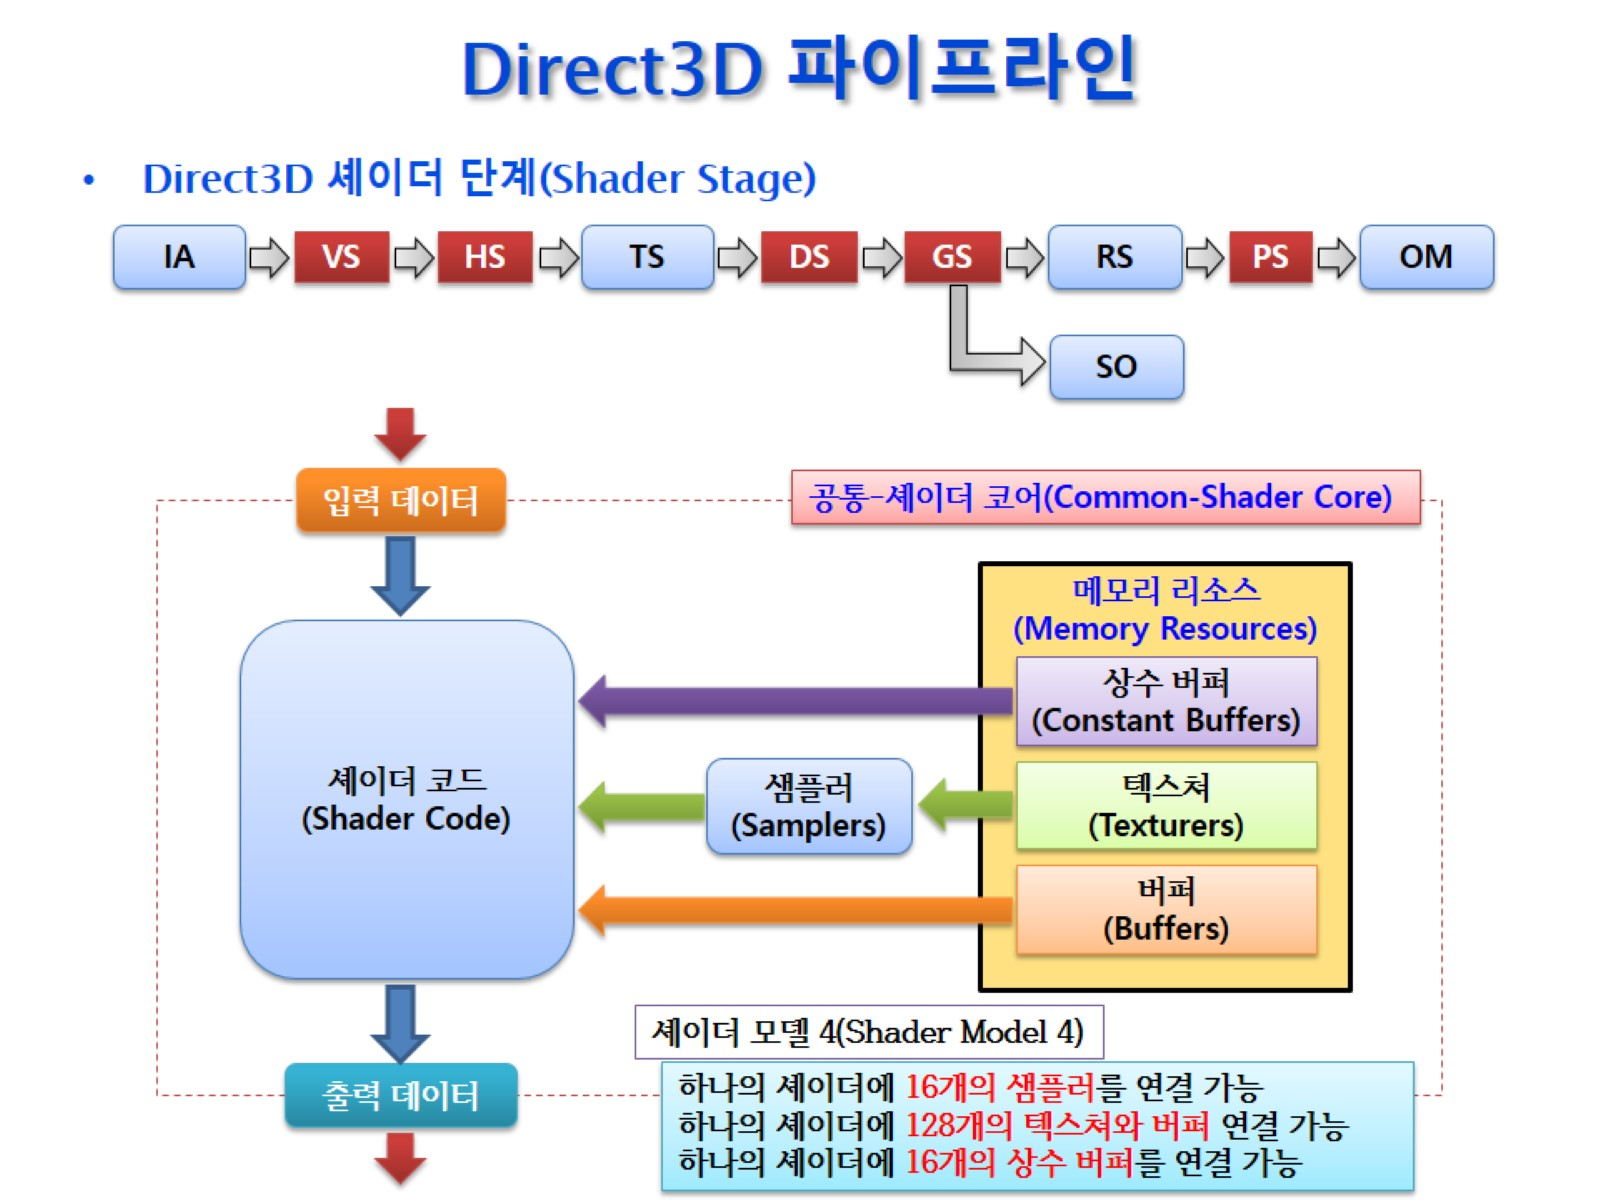 Direct3D 파이프라인
• Direct3D 셰이더 단계(Shader Stage)
IA VS HS TS DS GS RS PS OM
SO
입력 데이터
공통-셰이더 코어(Common-Shader Core)
메모리 리소스
(Memory Resources)
상수 버퍼
(Constant Buffers)
셰이더 코드
(Shader Code)
샘플러
(Samplers)
텍스쳐
(Texturers)
버퍼
(Buffers)
셰이더 모델 4(Shader Model 4)
출력 데이터
하나의 셰이더에 16개의 샘플러를 연결 가능
하나의 셰이더에 128개의 텍스쳐와 버퍼 연결 가능
하나의 셰이더에 16개의 상수 버퍼를 연결 가능